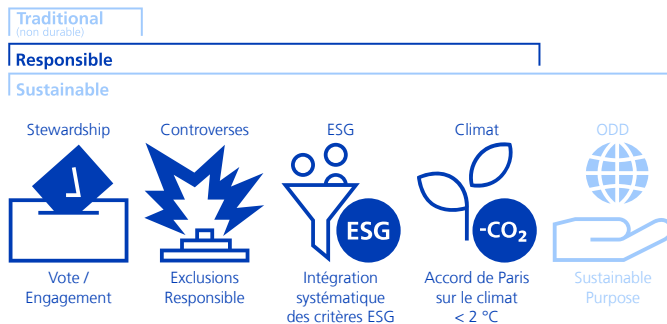 Traditional
(non durable)
Responsible
Sustainable
Stewardship
Controverses
ESG
Climat
ODD
ESG
-CO₂
Vote /
Engagement
Exclusions
Responsible
Intégration
systématique
des critères ESG
Accord de Paris
sur le climat
< 2 °C
Sustainable
Purpose